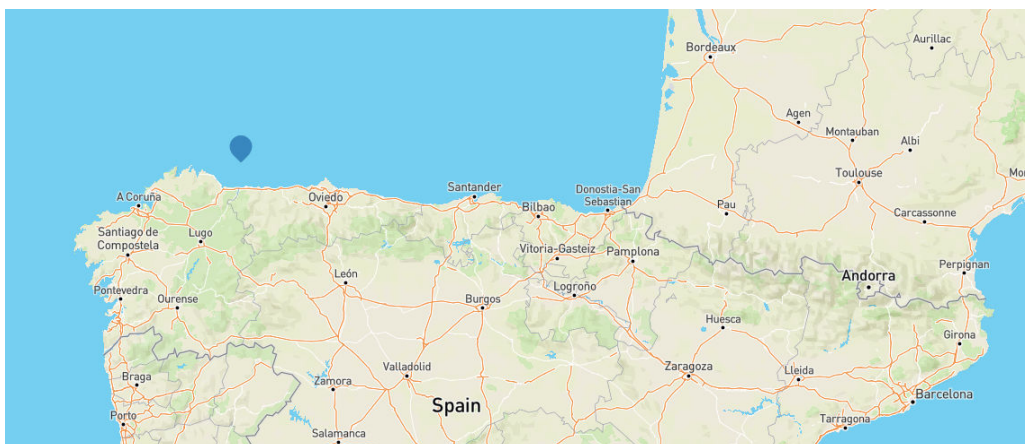 Aurillac
Bordeaux
Agen
Montauban
Albi
Toulouse
A Coruña
Santander
Donostia-San
Sebastian
Oviedo
Bilbao
Pau
Carcassonne
Santiago de
Compostela
Lugo
Vitoria-Gasteiz
Pamplona
Andorra
Perpignan
León
Pontevedra
Ourense
Burgos
Logroño
Huesca
Girona
Braga
Zamora
Valladolid
Zaragoza
Lleida
Barcelona
Porto
Spain
Tarragona
Salamanca